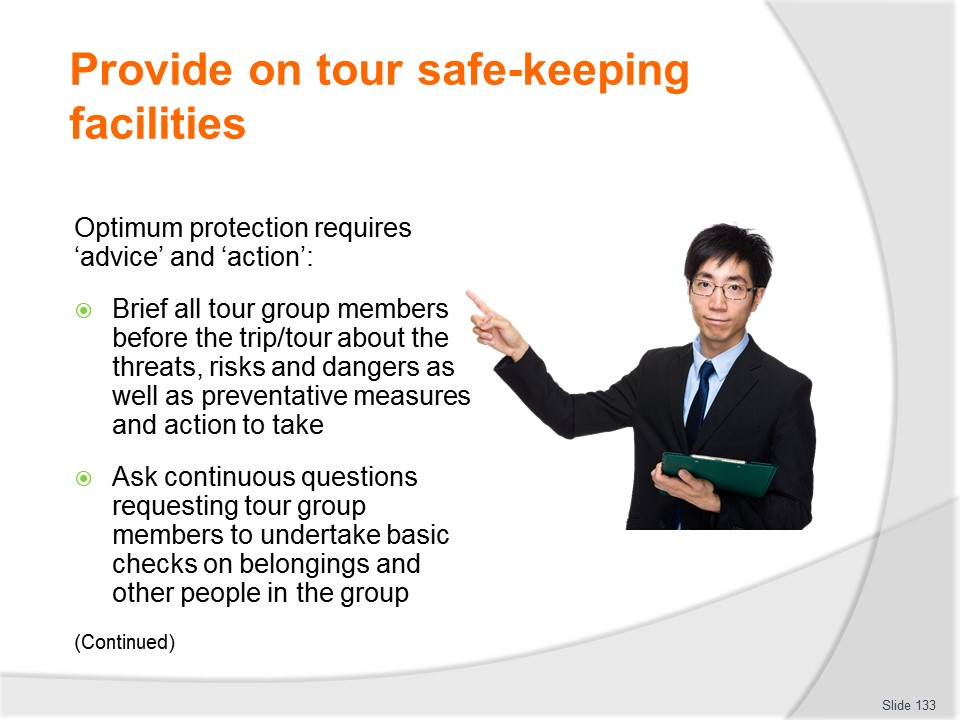 Provide on tour safe-keeping
facilities
Optimum protection requires
‘advice’ and ‘action’:
Brief all tour group members
before the trip/tour about the
threats, risks and dangers as
well as preventative measures
and action to take
Ask continuous questions
requesting tour group
members to undertake basic
checks on belongings and
other people in the group
(Continued)
Slide 133